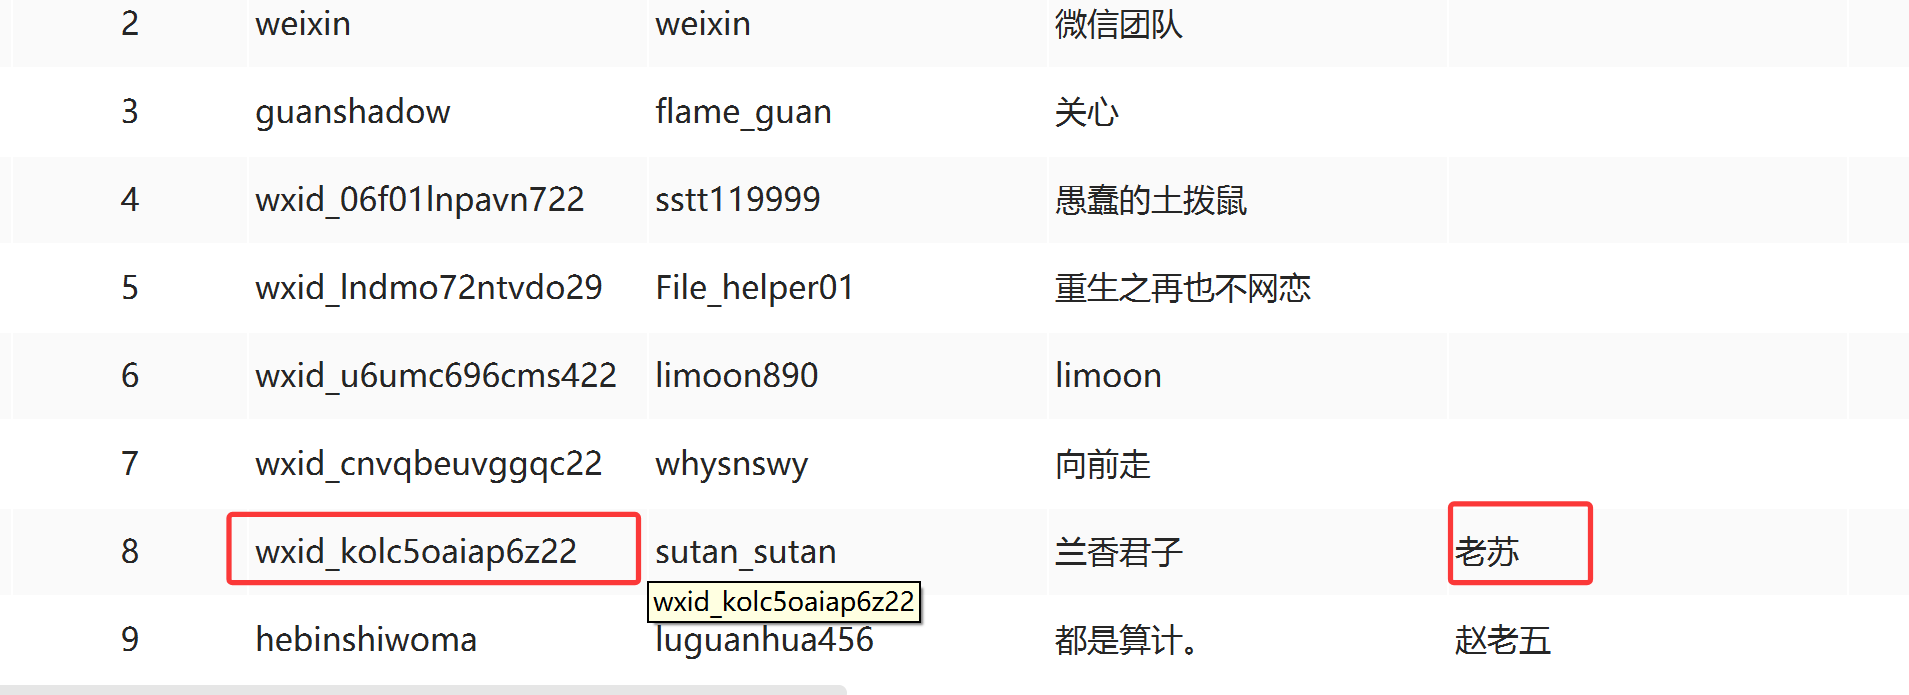 2 weixin weixin 微信团队
3 guanshadow flame_guan 关心
4 wxid_06f01lnpavn722 sstt119999 愚蠢的土拨鼠
5 wxid_lndmo72ntvdo29 File_helper01 重生之再也不网恋
6 wxid_u6umc696cms422 limoon890 limoon
7 wxid_cnvqbeuvggqc22 whysnswy 向前走
8 wxid_kolc5oaiap6z22 sutan_sutan 兰香君子 老苏
wxid_kolc5oaiap6z22
9 hebinshiwoma luguanhua456 都是算计。 赵老五